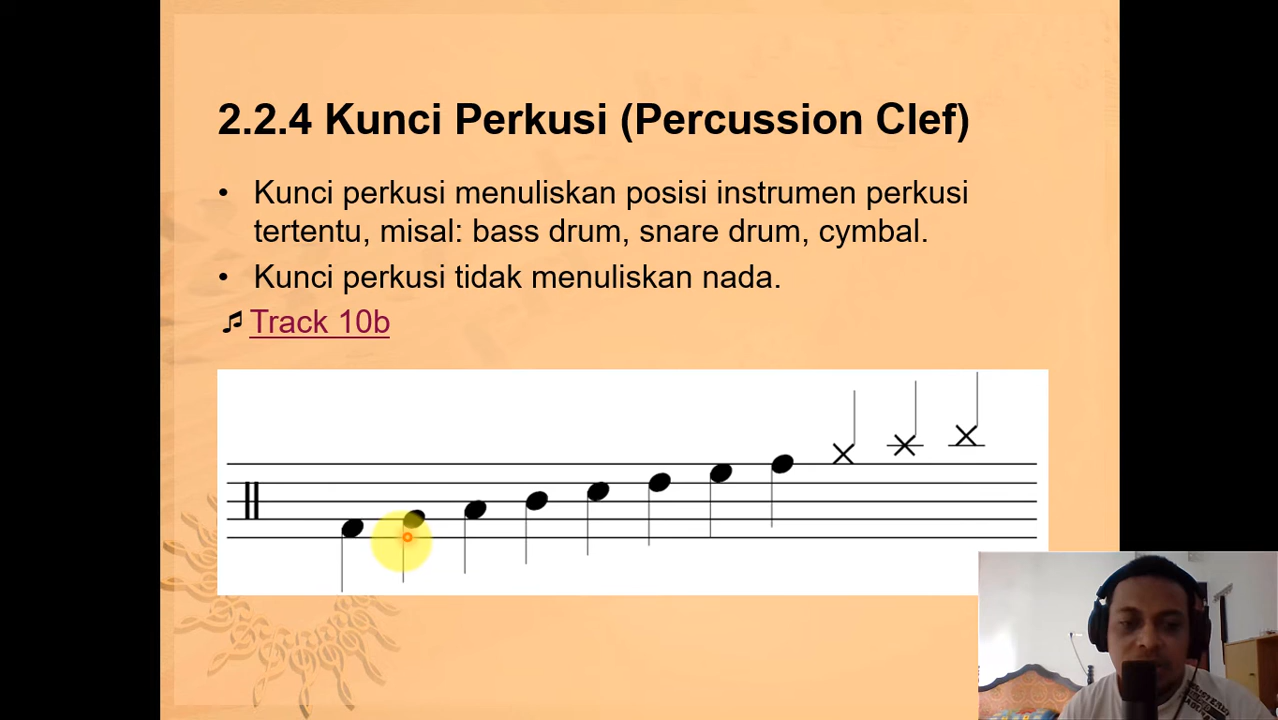 2.2.4 Kunci Perkusi (Percussion Clef)
• Kunci perkusi menuliskan posisi instrumen perkusi
tertentu, misal: bass drum, snare drum, cymbal.
• Kunci perkusi tidak menuliskan nada.
♫ Track 10b